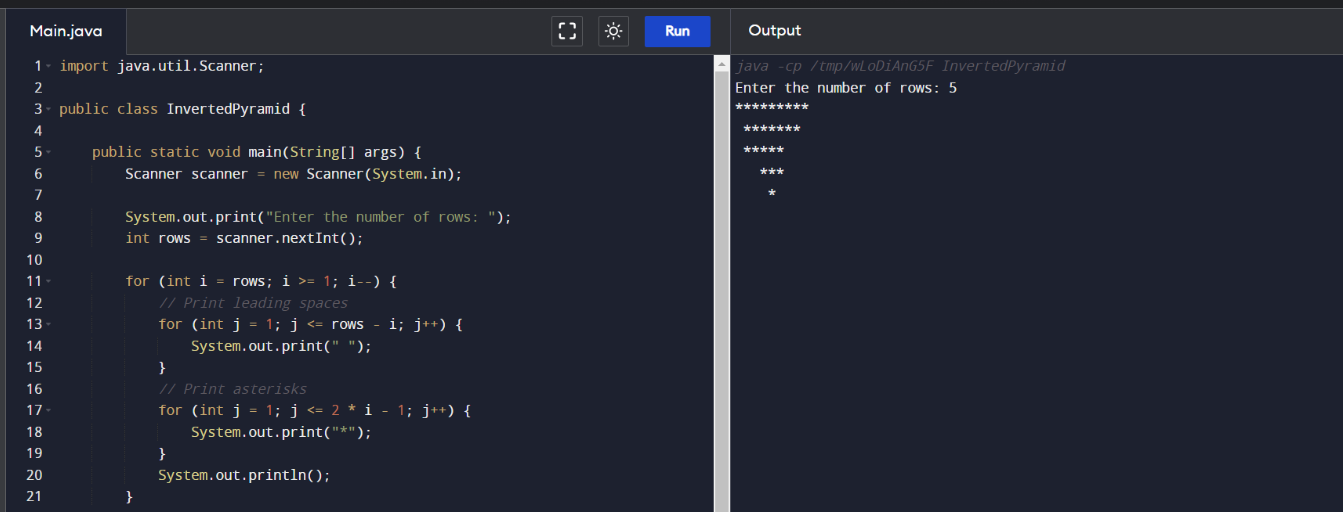 Main.java
Run
1 import java.util.Scanner;
2
3 public class InvertedPyramid {
4
5     public static void main(String[] args) {
6         Scanner scanner = new Scanner(System.in);
7
8         System.out.print("Enter the number of rows: ");
9         int rows = scanner.nextInt();
10
11         for (int i = rows; i >= 1; i--) {
12             // Print leading spaces
13             for (int j = 1; j <= rows - i; j++) {
14                 System.out.print(" ");
15             }
16             // Print asterisks
17             for (int j = 1; j <= 2 * i - 1; j++) {
18                 System.out.print("*");
19             }
20             System.out.println();
21         }
Output
java -cp /tmp/wLoDiAnG5F InvertedPyramid
Enter the number of rows: 5
*********
 *******
 *****
   ***
    *